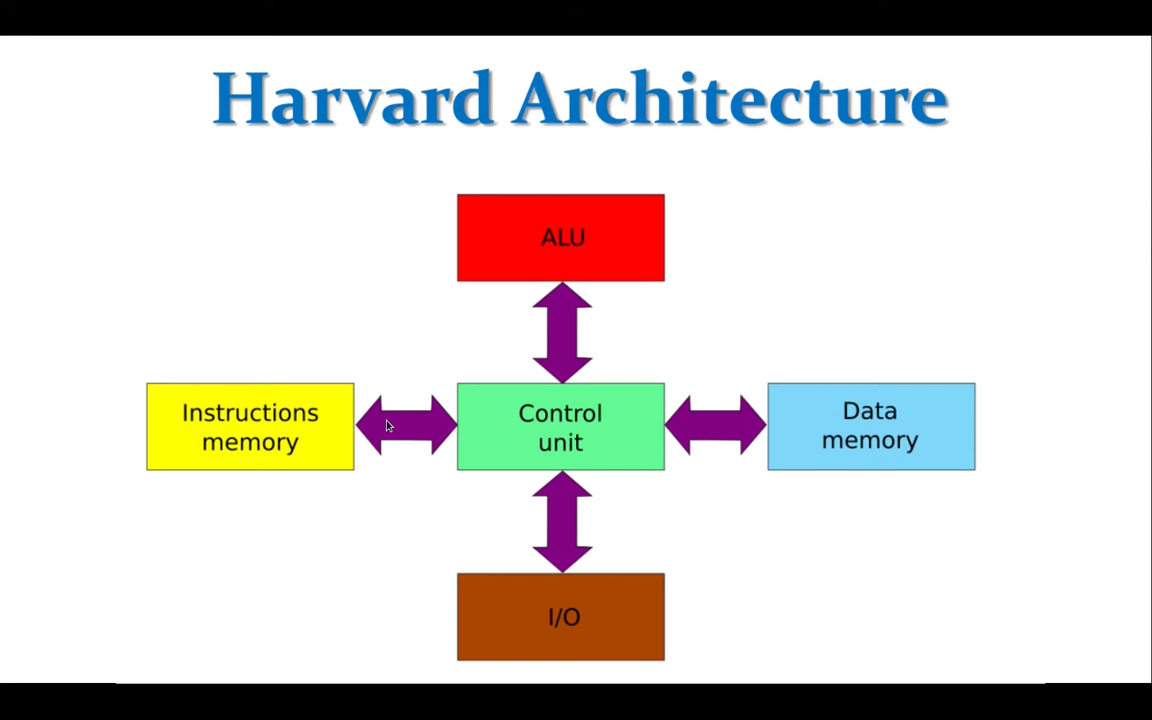 Harvard Architecture
ALU
Instructions
memory
Control
unit
Data
memory
I/O